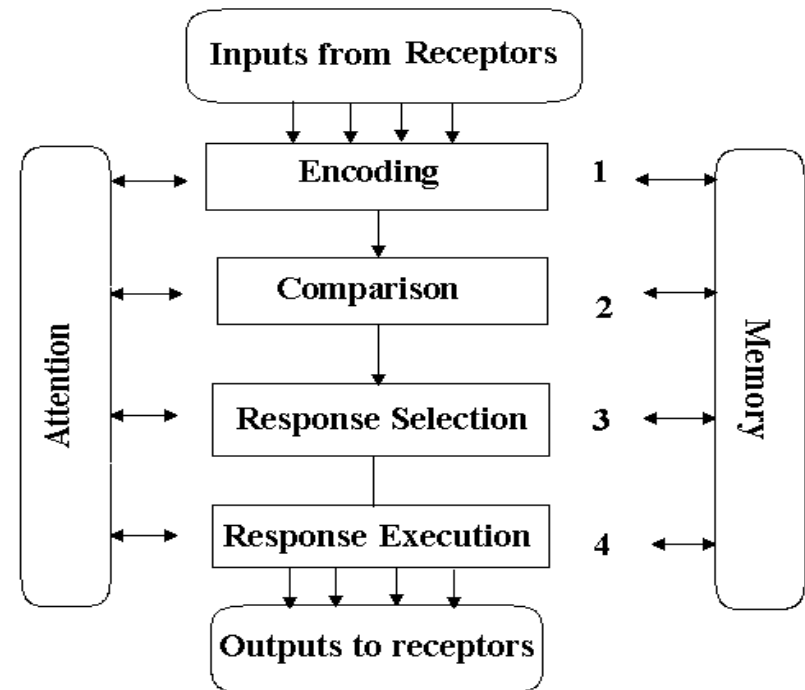 Inputs from Receptors
Encoding
1
Comparison
2
Response Selection
3
Response Execution
4
Outputs to receptors
Attention
Memory